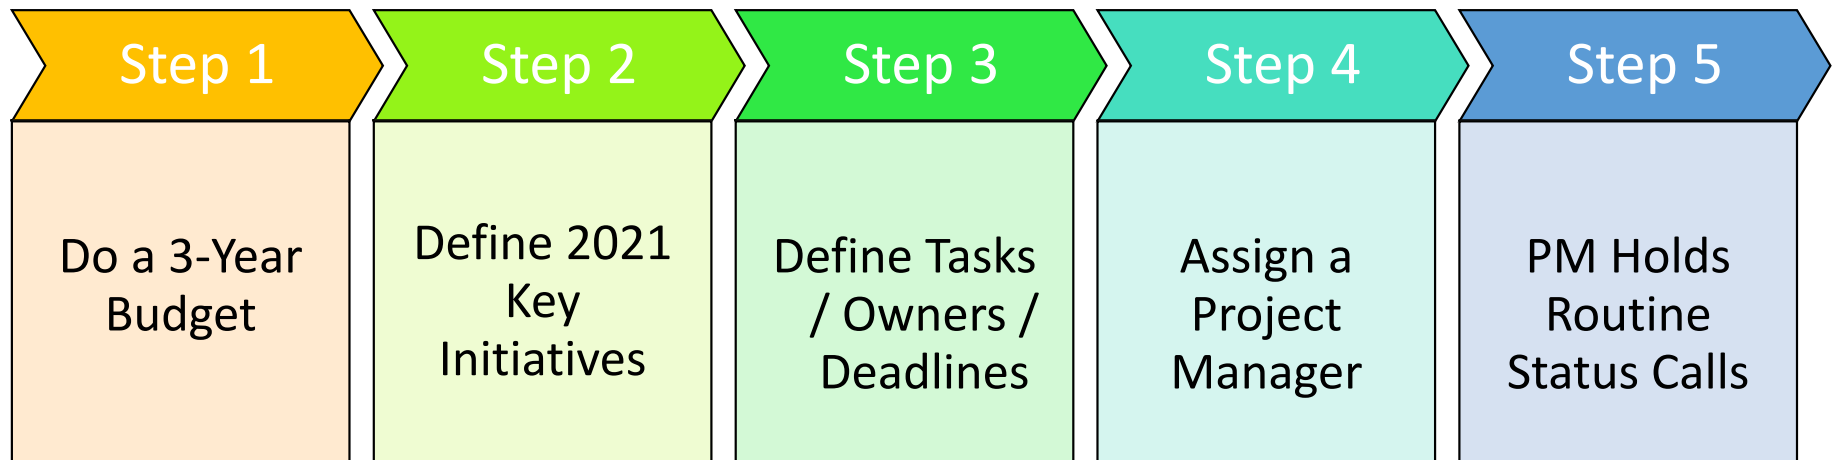 Step 1
Do a 3-Year
Budget
Step 2
Define 2021
Key
Initiatives
Step 3
Define Tasks
/ Owners /
Deadlines
Step 4
Assign a
Project
Manager
Step 5
PM Holds
Routine
Status Calls